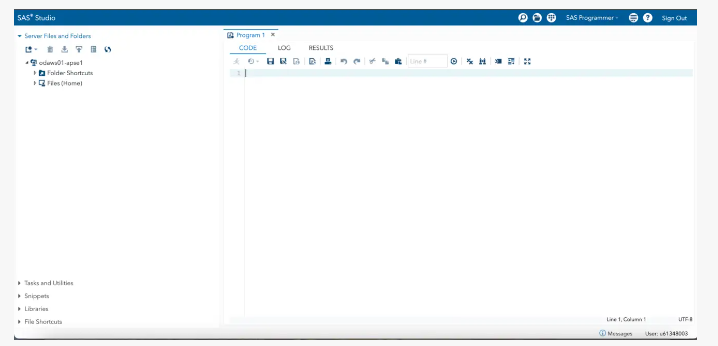 SAS® Studio
SAS Programmer
Sign Out
Server Files and Folders
odaws01-apse1
Folder Shortcuts
Files (Home)
Tasks and Utilities
Snippets
Libraries
File Shortcuts
Program 1 ×
CODE LOG RESULTS
Line #
1
Line 1, Column 1 UTF-8
Messages User: u61348003